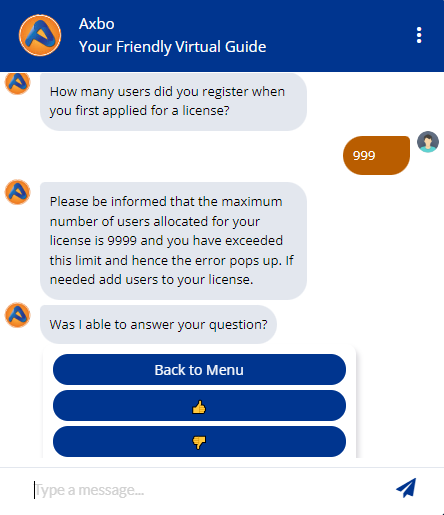 Axbo
Your Friendly Virtual Guide
How many users did you register when
you first applied for a license?
999
Please be informed that the maximum
number of users allocated for your
license is 9999 and you have exceeded
this limit and hence the error pops up. If
needed add users to your license.
Was I able to answer your question?
Back to Menu
Type a message...